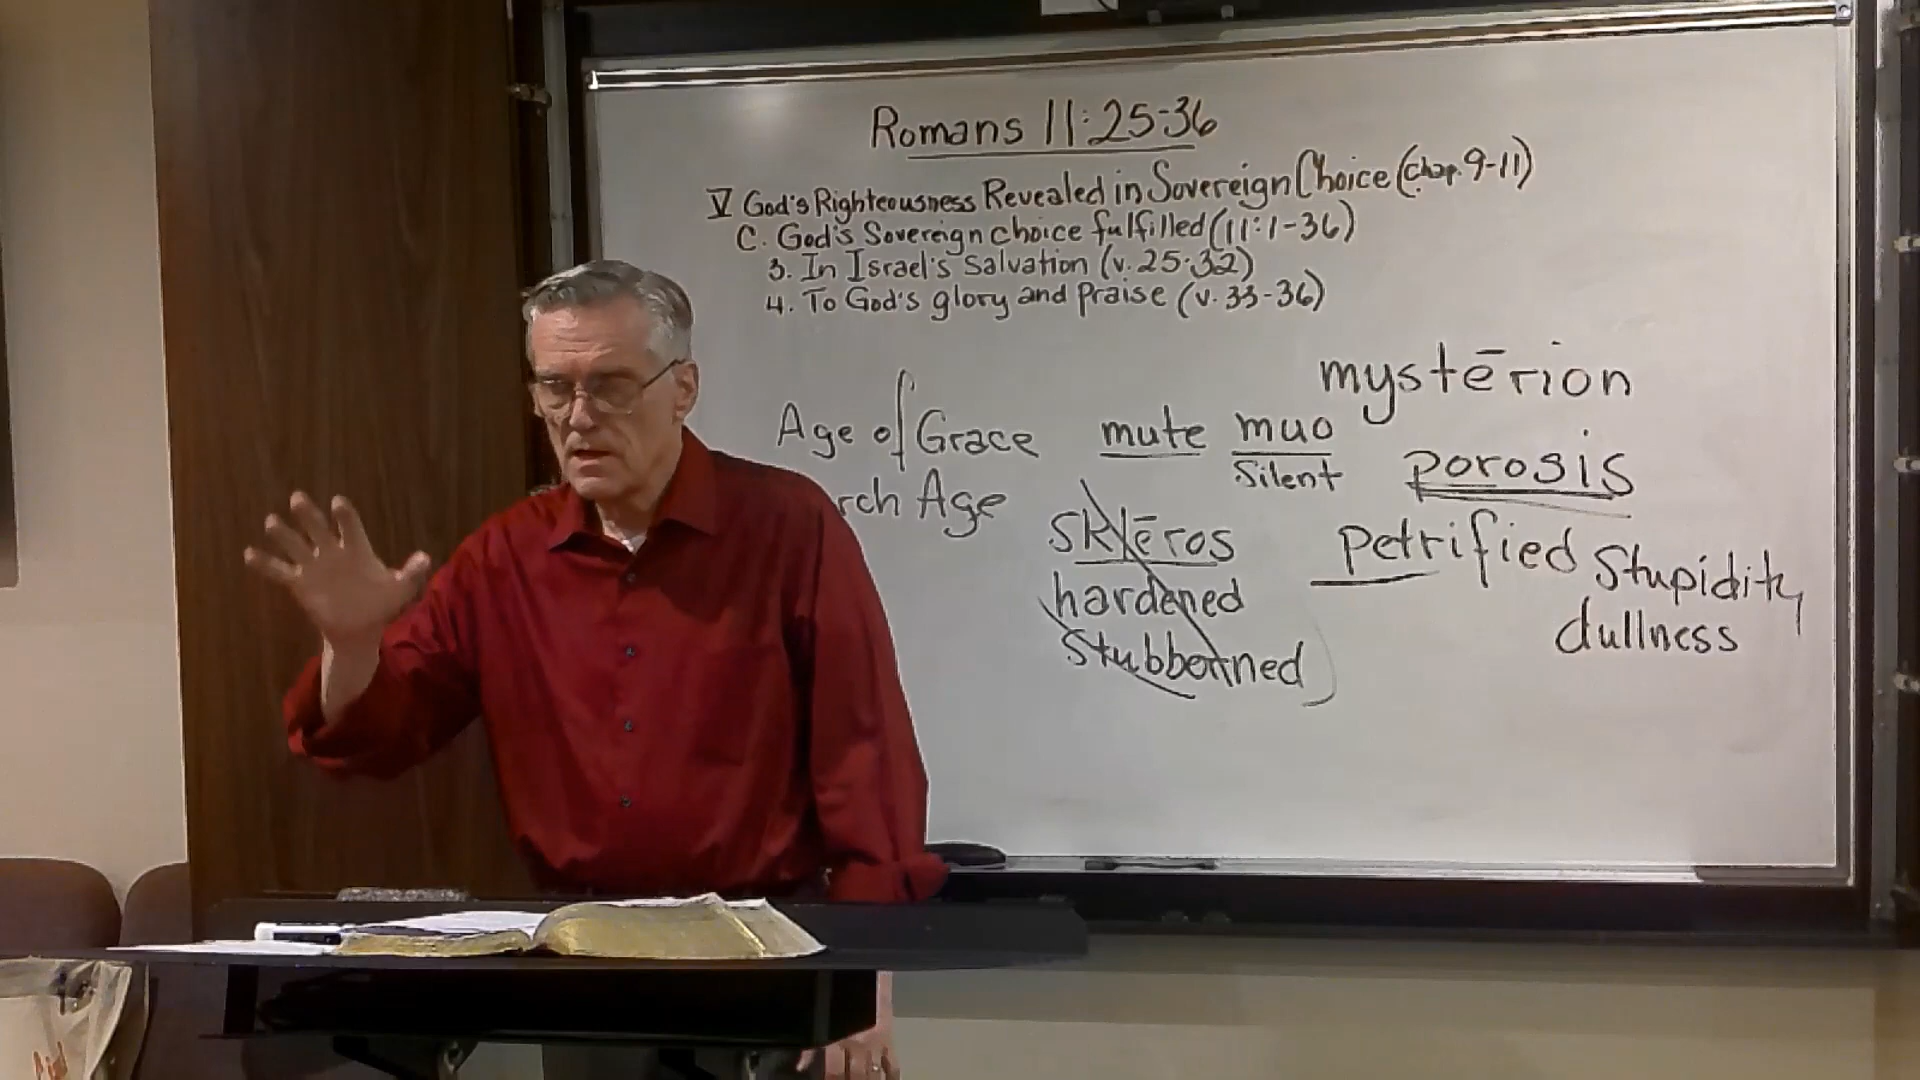 Romans 11:25-36
V God's Righteousness Revealed in Sovereign Choice (Chap. 9-11)
C. God's Sovereign choice fulfilled (11:1-36)
3. In Israel's Salvation (v. 25-32)
4. To God's glory and Praise (v. 33-36)
mystērion
Age of Grace
mute muo
silent
porosis
rch Age
sklēros
hardened
petrified stupidity
dullness